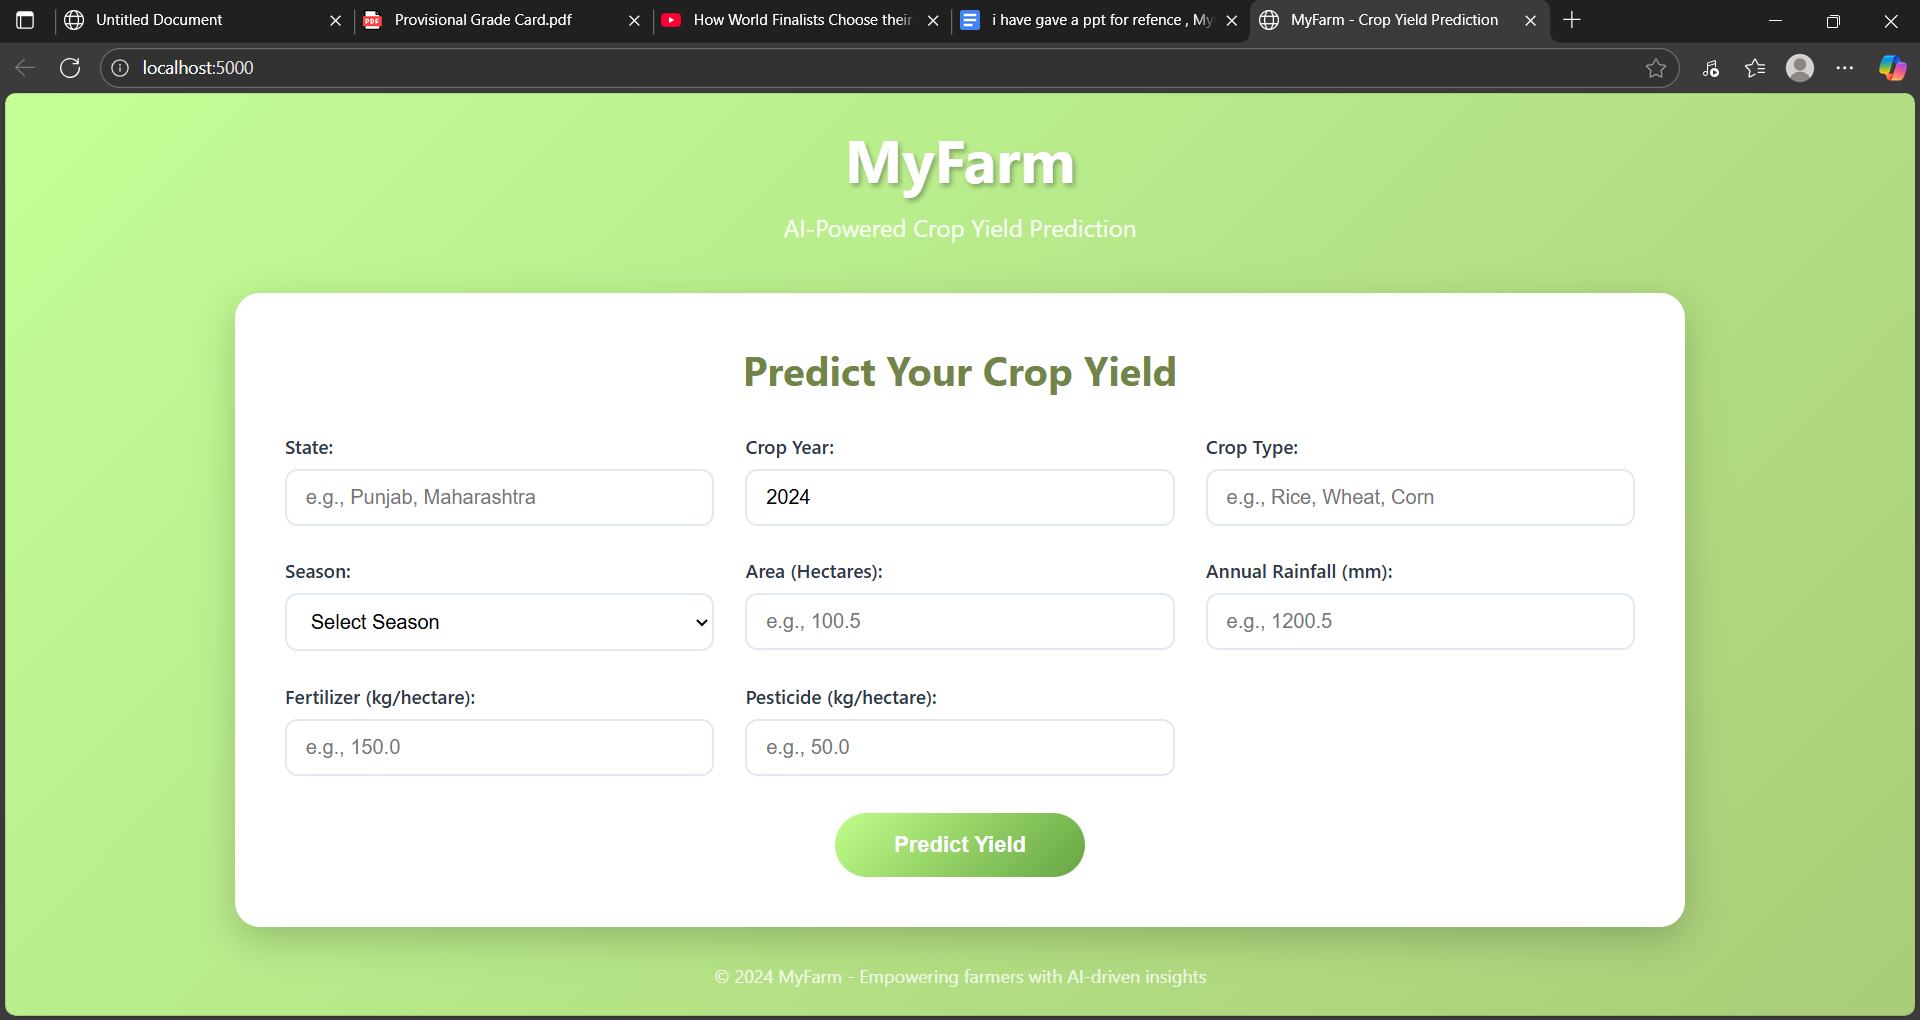 Untitled Document
Provisional Grade Card.pdf
How World Finalists Choose their
i have gave a ppt for refence , My
MyFarm - Crop Yield Prediction
localhost:5000
MyFarm
AI-Powered Crop Yield Prediction
Predict Your Crop Yield
State:
Crop Year:
Crop Type:
e.g., Punjab, Maharashtra
2024
e.g., Rice, Wheat, Corn
Season:
Area (Hectares):
Annual Rainfall (mm):
Select Season
e.g., 100.5
e.g., 1200.5
Fertilizer (kg/hectare):
Pesticide (kg/hectare):
e.g., 150.0
e.g., 50.0
Predict Yield
© 2024 MyFarm - Empowering farmers with AI-driven insights